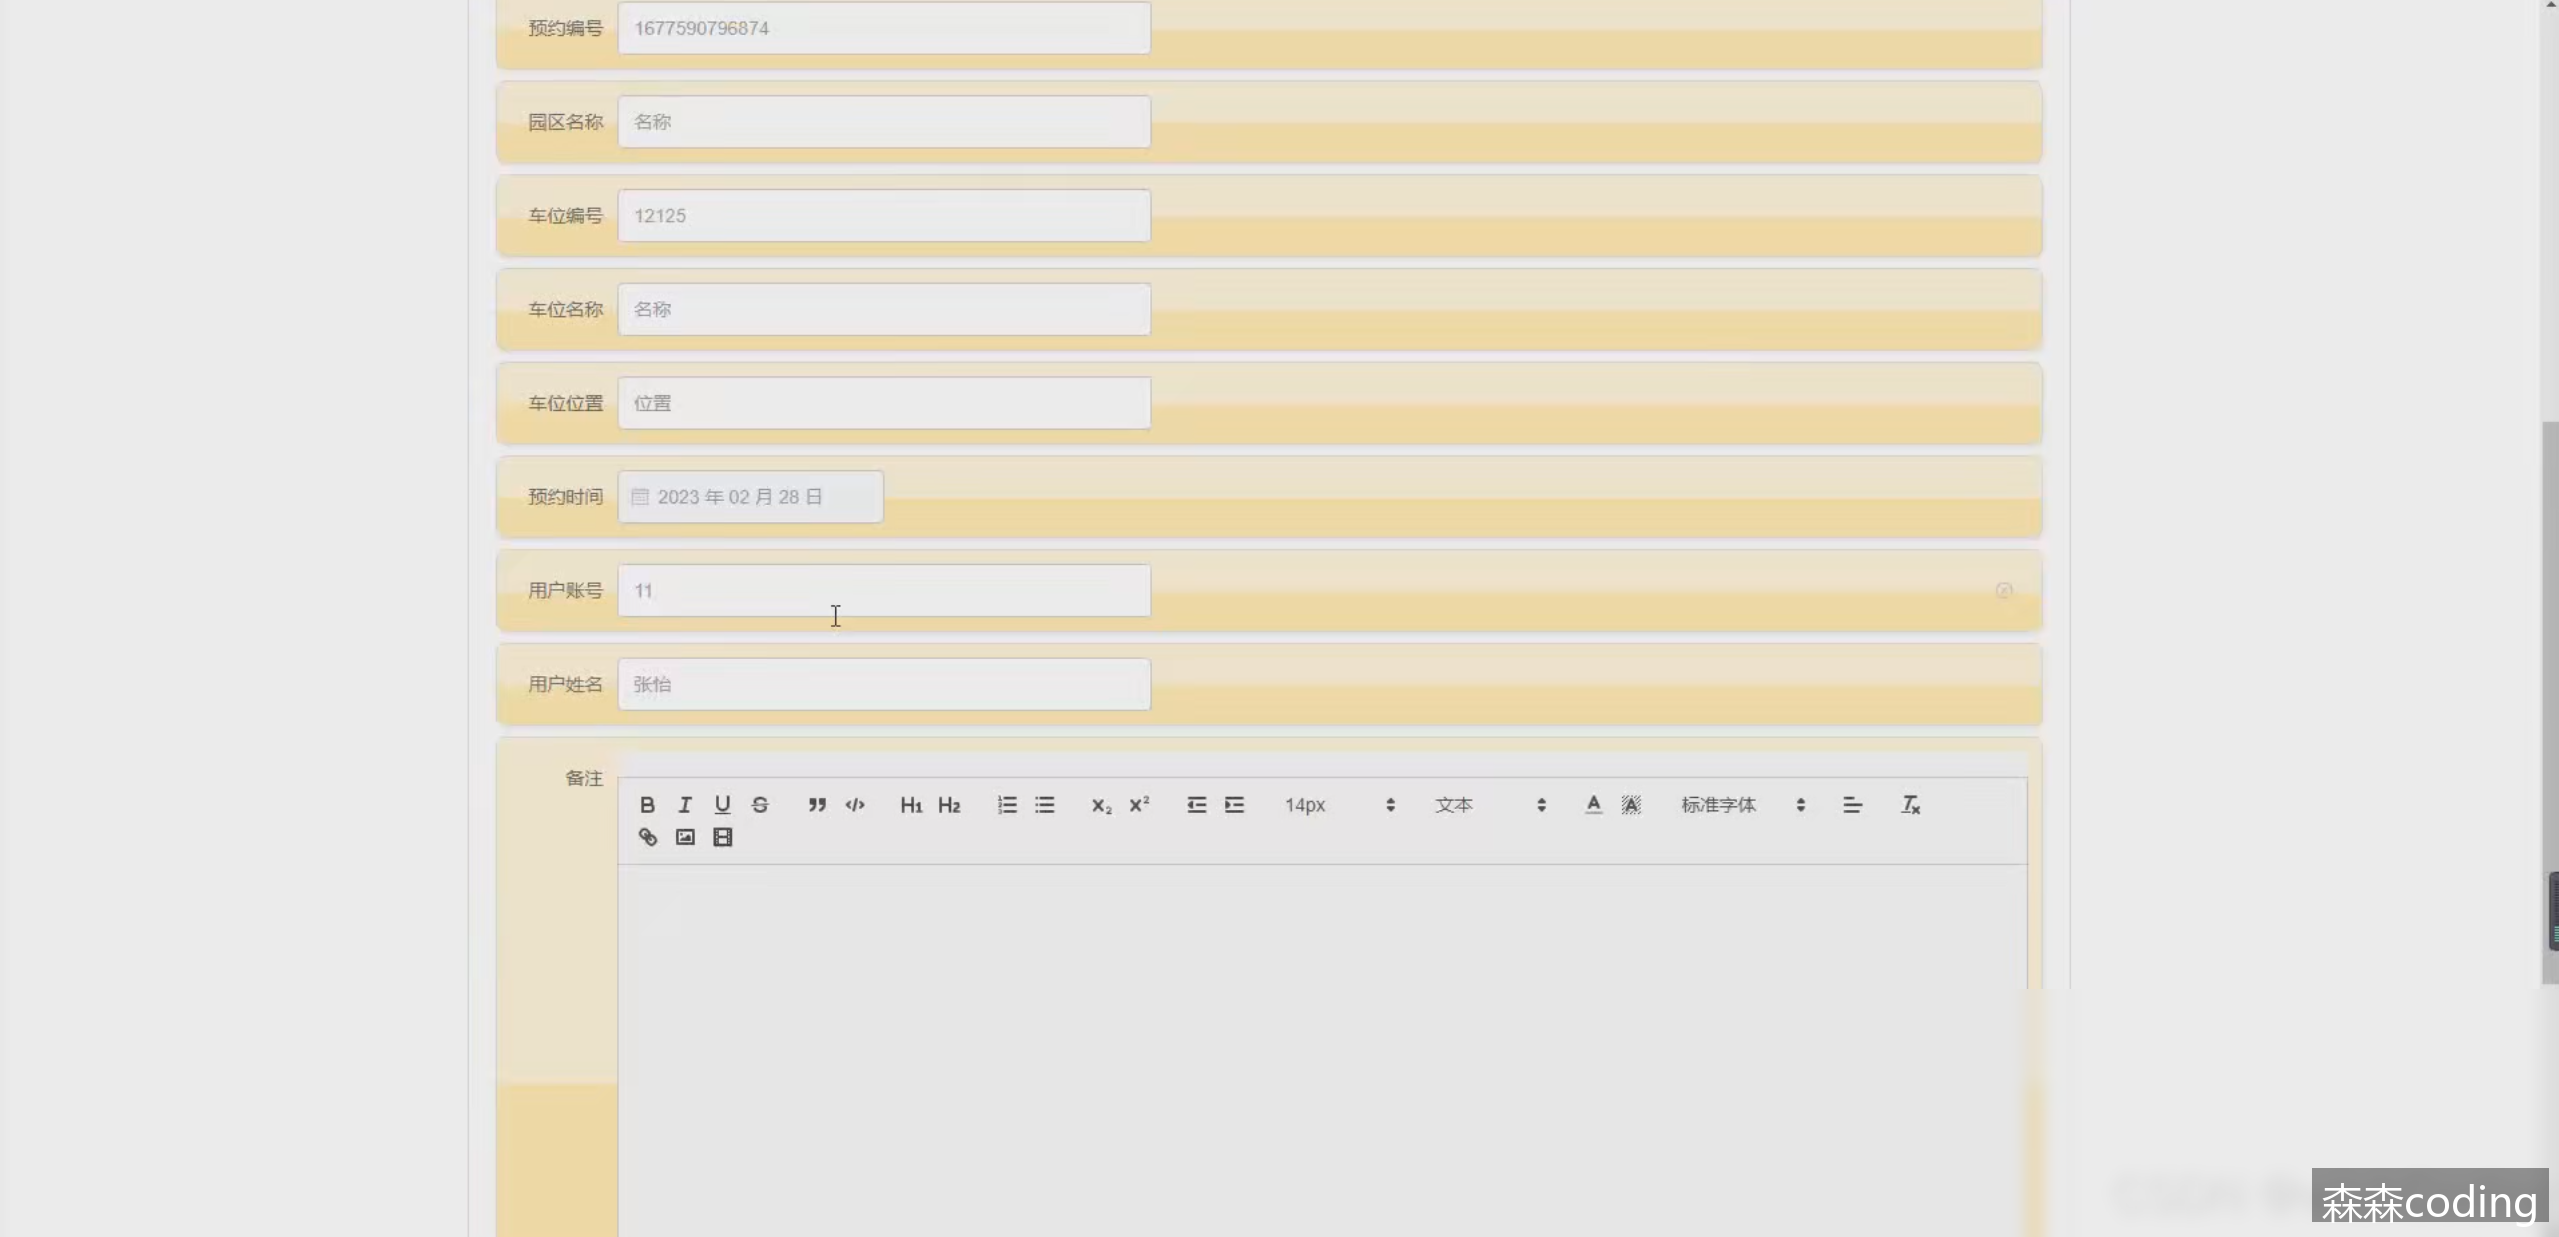 预约编号 1677590796874
园区名称 名称
车位编号 12125
车位名称 名称
车位位置 位置
预约时间 2023 年 02 月 28 日
用户账号 11
用户姓名 张怡
备注
B I U S H1 H2 X2 X2 14px 文本 A A 标准字体 Tx
森森coding